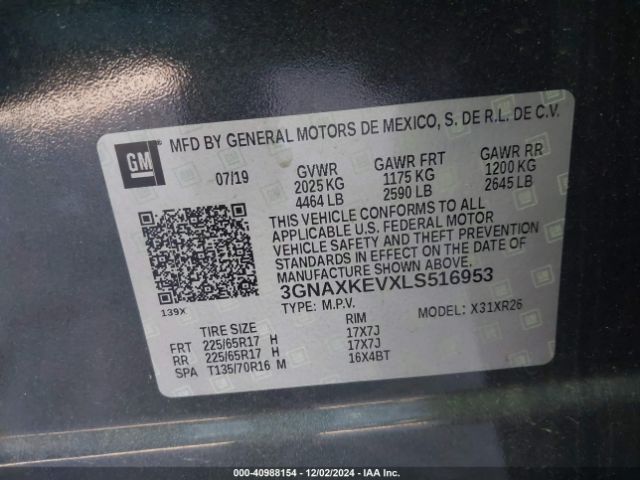 GM
MFD BY GENERAL MOTORS DE MEXICO, S. DE R.L. DE C.V.
07/19 GVWR GAWR FRT GAWR RR
2025 KG 1175 KG 1200 KG
4464 LB 2590 LB 2645 LB
THIS VEHICLE CONFORMS TO ALL
APPLICABLE U.S. FEDERAL MOTOR
VEHICLE SAFETY AND THEFT PREVENTION
STANDARDS IN EFFECT ON THE DATE OF
MANUFACTURE SHOWN ABOVE.
3GNAXKEVXLS516953
139X
TYPE: M.P.V. MODEL: X31XR26
TIRE SIZE RIM
FRT 225/65R17 H 17X7J
RR 225/65R17 H 17X7J
SPA T135/70R16 M 16X4BT
000-40988154 - 12/02/2024 - IAA Inc.